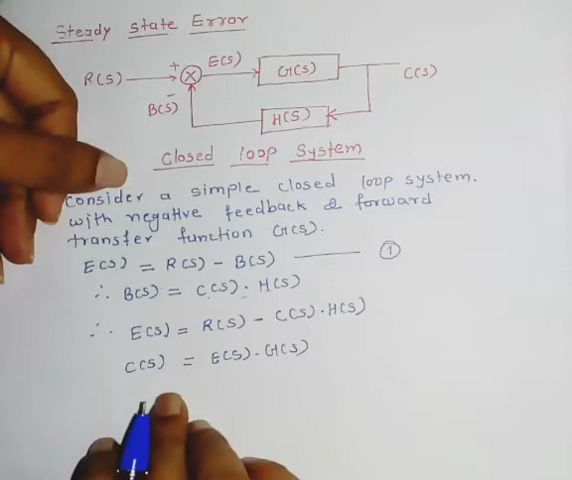 Steady state Error
R(S)
+
E(S)
G(S)
C(S)
B(S)
-
H(S)
Closed loop System
Consider a simple closed loop system.
with negative feedback & forward
transfer function G(S).
E(S) = R(S) - B(S) ——— ①
∴ B(S) = C(S). H(S)
∴ E(S) = R(S) - C(S).H(S)
C(S) = E(S).G(S)